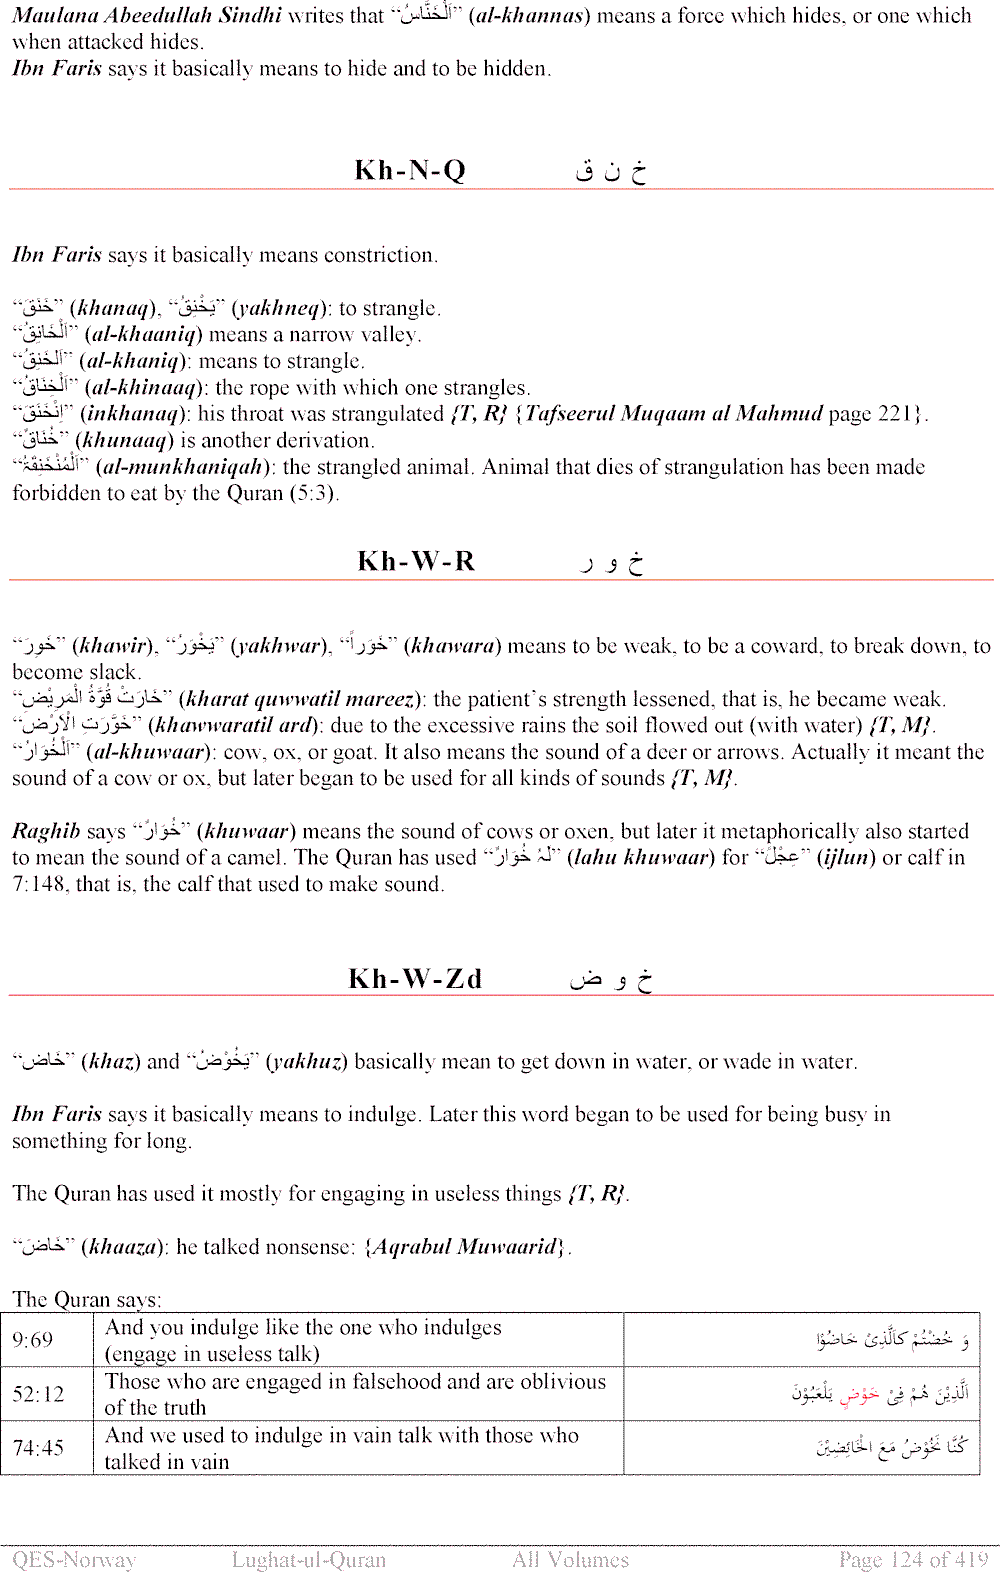 Maulana Abeedullah Sindhi writes that “اَلْخَنَّاسُ” (al-khannas) means a force which hides, or one which
when attacked hides.
Ibn Faris says it basically means to hide and to be hidden.
Kh-N-Q خ ن ق
Ibn Faris says it basically means constriction.
“خَنَقَ” (khanaq), “يَخْنِقُ” (yakhneq): to strangle.
“اَلْخَانِقُ” (al-khaaniq) means a narrow valley.
“اَلْخَنِقُ” (al-khaniq): means to strangle.
“اَلْخِنَاقُ” (al-khinaaq): the rope with which one strangles.
“اِنْخَنَقَ” (inkhanaq): his throat was strangulated {T, R} {Tafseerul Muqaam al Mahmud page 221}.
“خُنَاقٌ” (khunaaq) is another derivation.
“اَلْمُنْخَنِقَۃُ” (al-munkhaniqah): the strangled animal. Animal that dies of strangulation has been made
forbidden to eat by the Quran (5:3).
Kh-W-R خ و ر
“خَوِرَ” (khawir), “يَخْوَرُ” (yakhwar), “خَوَراً” (khawara) means to be weak, to be a coward, to break down, to
become slack.
“خَارَتْ قُوَّۃُ الْمَرِيْضِ” (kharat quwwatil mareez): the patient’s strength lessened, that is, he became weak.
“خَوَّرَتِ الْاَرْضُ” (khawwaratil ard): due to the excessive rains the soil flowed out (with water) {T, M}.
“اَلْخُوَارُ” (al-khuwaar): cow, ox, or goat. It also means the sound of a deer or arrows. Actually it meant the
sound of a cow or ox, but later began to be used for all kinds of sounds {T, M}.
Raghib says “خُوَارٌ” (khuwaar) means the sound of cows or oxen, but later it metaphorically also started
to mean the sound of a camel. The Quran has used “لَہٗ خُوَارٌ” (lahu khuwaar) for “عِجْلٌ” (ijlun) or calf in
7:148, that is, the calf that used to make sound.
Kh-W-Zd خ و ض
“خَاضَ” (khaz) and “يَخُوْضُ” (yakhuz) basically mean to get down in water, or wade in water.
Ibn Faris says it basically means to indulge. Later this word began to be used for being busy in
something for long.
The Quran has used it mostly for engaging in useless things {T, R}.
“خَاضَ” (khaaza): he talked nonsense: {Aqrabul Muwaarid}.
The Quran says:
9:69 And you indulge like the one who indulges وَ خُضْتُمْ کَالَّذِیْ خَاضُوْا
(engage in useless talk)
52:12 Those who are engaged in falsehood and are oblivious اَلَّذِیْنَ هُمْ فِیْ خَوْضٍ یَلْعَبُوْنَ
of the truth
74:45 And we used to indulge in vain talk with those who کُنَّا نَخُوْضُ مَعَ الْخَائِضِیْنَ
talked in vain
QES-Norway Lughat-ul-Quran All Volumes Page 124 of 419